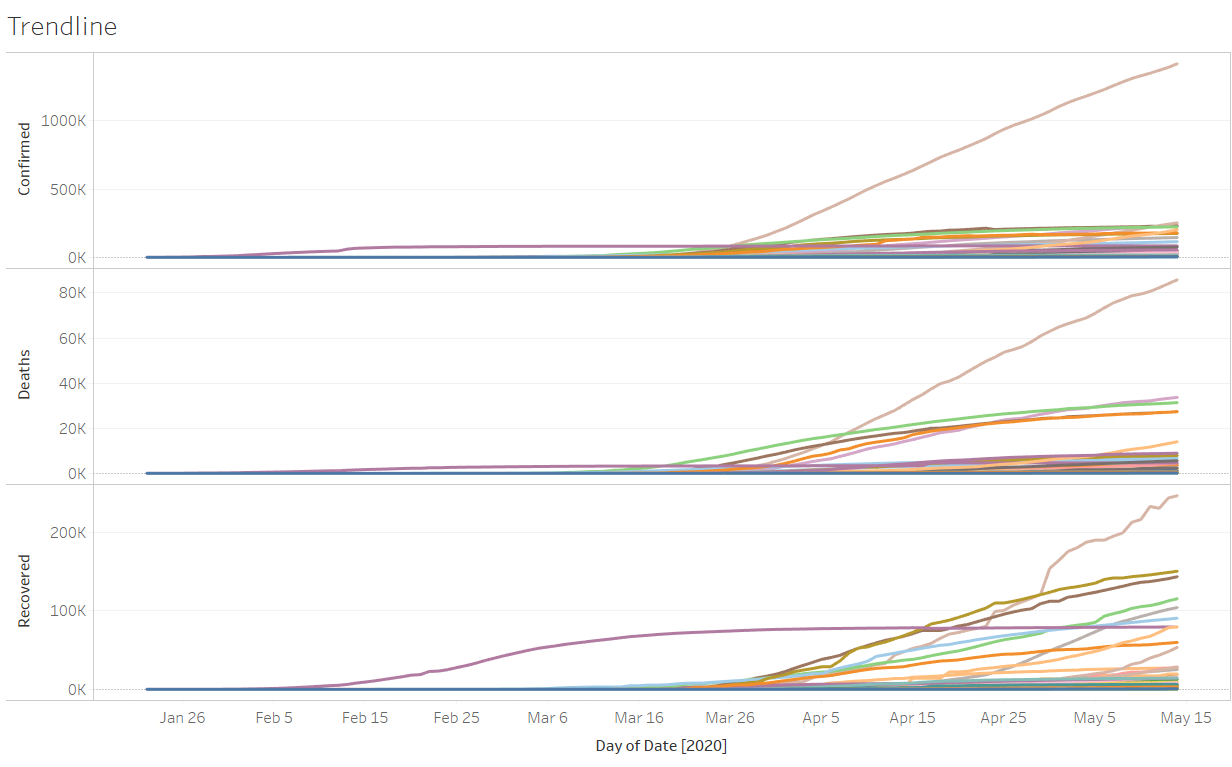 Trendline
Confirmed
1000K
500K
0K
Deaths
80K
60K
40K
20K
0K
Recovered
200K
100K
0K
Jan 26 Feb 5 Feb 15 Feb 25 Mar 6 Mar 16 Mar 26 Apr 5 Apr 15 Apr 25 May 5 May 15
Day of Date [2020]